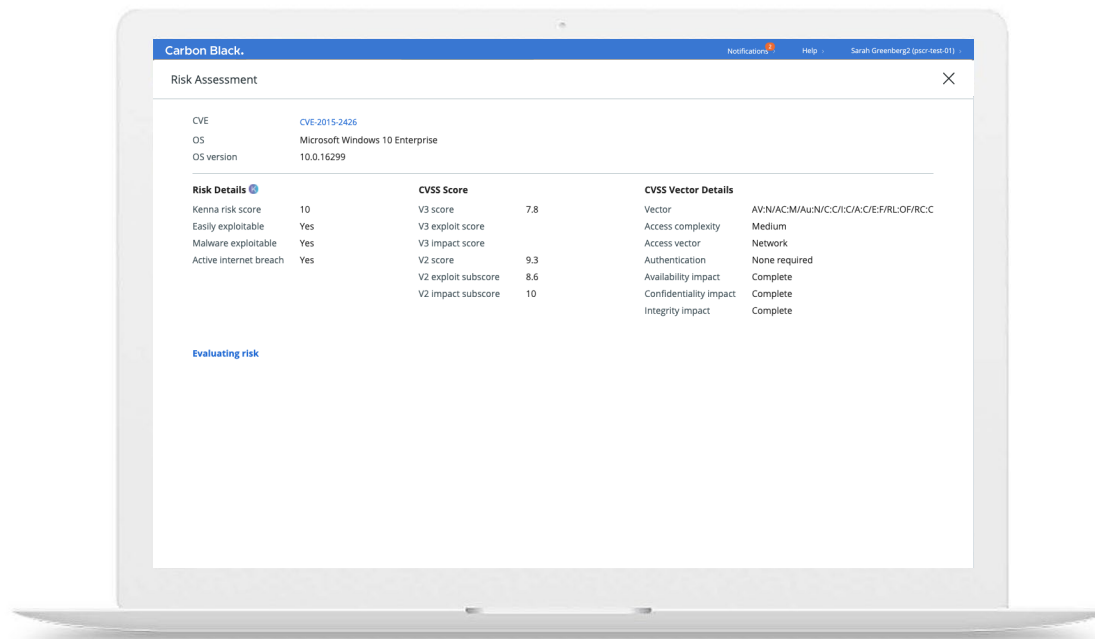 Carbon Black.
Notifications 2
Help
Sarah Greenberg2 (pscr-test-01)
Risk Assessment
CVE CVE-2015-2426
OS Microsoft Windows 10 Enterprise
OS version 10.0.16299
Risk Details CVSS Score CVSS Vector Details
Kenna risk score 10 V3 score 7.8 Vector AV:N/AC:M/Au:N/C:C/I:C/A:C/E:F/RL:OF/RC:C
Easily exploitable Yes V3 exploit score Access complexity Medium
Malware exploitable Yes V3 impact score Access vector Network
Active internet breach Yes V2 score 9.3 Authentication None required
V2 exploit subscore 8.6 Availability impact Complete
V2 impact subscore 10 Confidentiality impact Complete
Integrity impact Complete
Evaluating risk